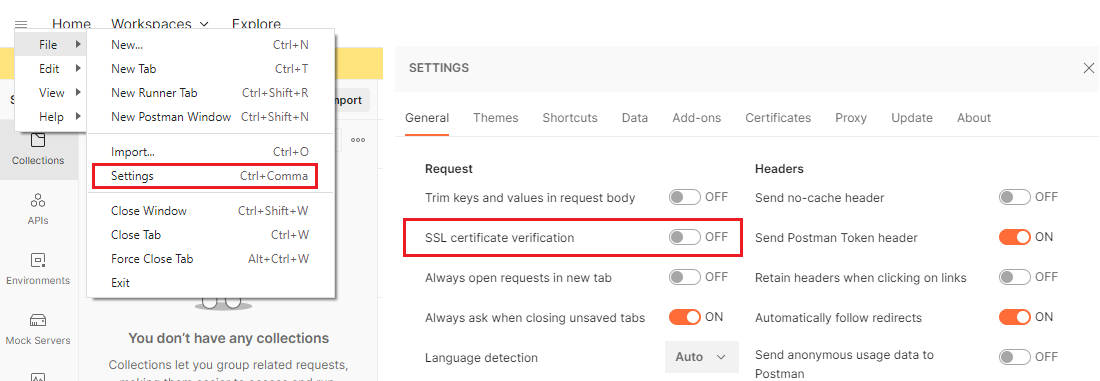 Home Workspaces Explore
File
Edit
View
Help
New... Ctrl+N
New Tab Ctrl+T
New Runner Tab Ctrl+Shift+R
New Postman Window Ctrl+Shift+N
Import... Ctrl+O
Settings Ctrl+Comma
Close Window Ctrl+Shift+W
Close Tab Ctrl+W
Force Close Tab Alt+Ctrl+W
Exit
Collections
APIs
Environments
Mock Servers
You don't have any collections
Collections let you group related requests,
making them easier to access and run.
SETTINGS
General Themes Shortcuts Data Add-ons Certificates Proxy Update About
Request
Trim keys and values in request body OFF
SSL certificate verification OFF
Always open requests in new tab OFF
Always ask when closing unsaved tabs ON
Language detection Auto
Headers
Send no-cache header OFF
Send Postman Token header ON
Retain headers when clicking on links OFF
Automatically follow redirects ON
Send anonymous usage data to
Postman OFF